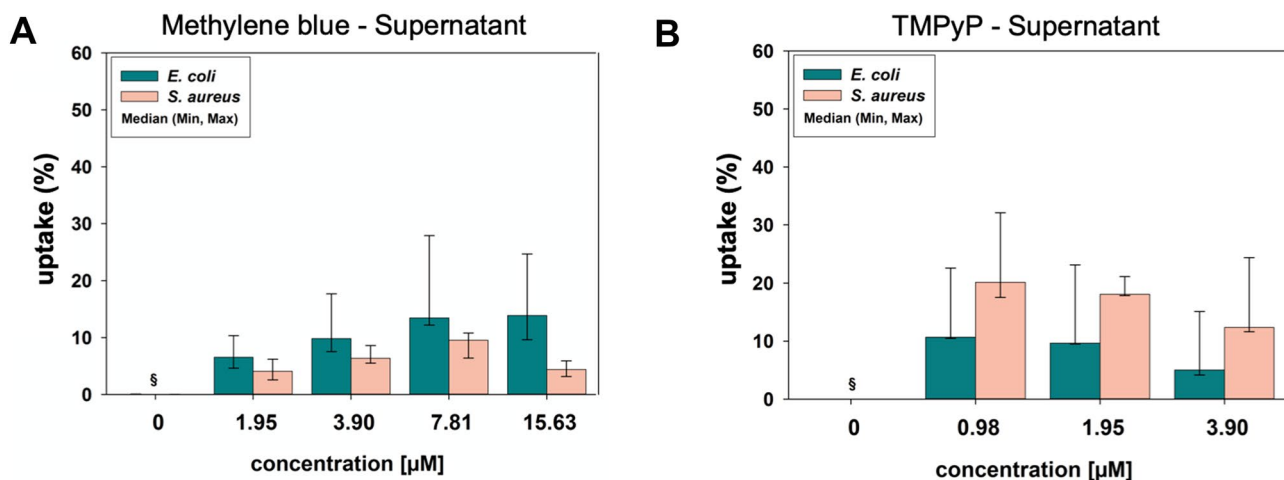 A
Methylene blue - Supernatant
60
50
40
30
20
10
0
uptake (%)
E. coli
S. aureus
Median (Min, Max)
§
0
1.95
3.90
7.81
15.63
concentration [µM]
B
TMPyP - Supernatant
60
50
40
30
20
10
0
uptake (%)
E. coli
S. aureus
Median (Min, Max)
§
0
0.98
1.95
3.90
concentration [µM]